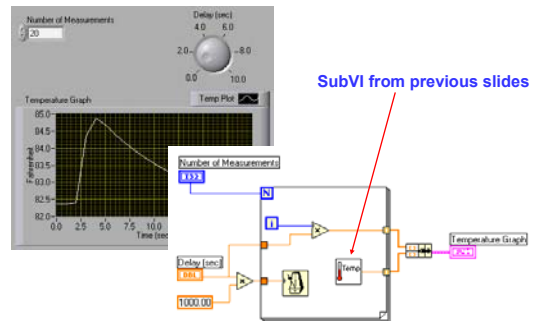 Number of Measurements
20
Delay (sec)
4.0 6.0
2.0 8.0
0.0 10.0
SubVI from previous slides
Temperature Graph
Temp Plot
85.0
84.5
84.0
83.5
83.0
82.5
82.0
Fahrenheit
0.0 2.5 5.0 7.5 10.0 12.5
Time (sec
Number of Measurements
I32
N
i
Temp
Temperature Graph
Delay (sec)
DBL
1000.00